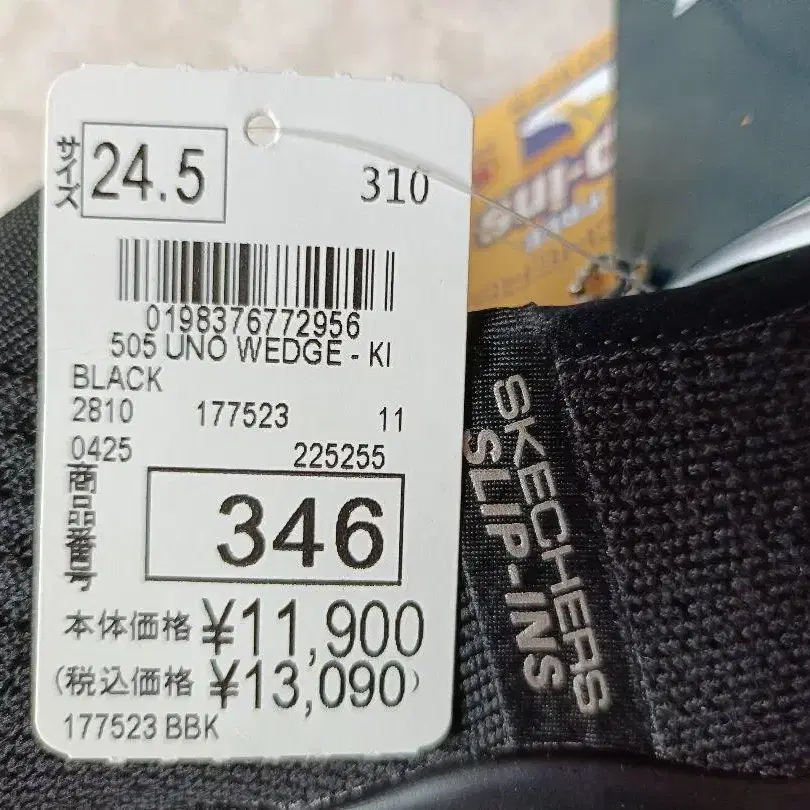 サイズ 24.5 310
0198376772956
505 UNO WEDGE - KI
BLACK
2810 177523 11
0425 225255
商品番号 346
本体価格 ¥11,900
(税込価格 ¥13,090)
177523 BBK
SKECHERS
SLIP-INS